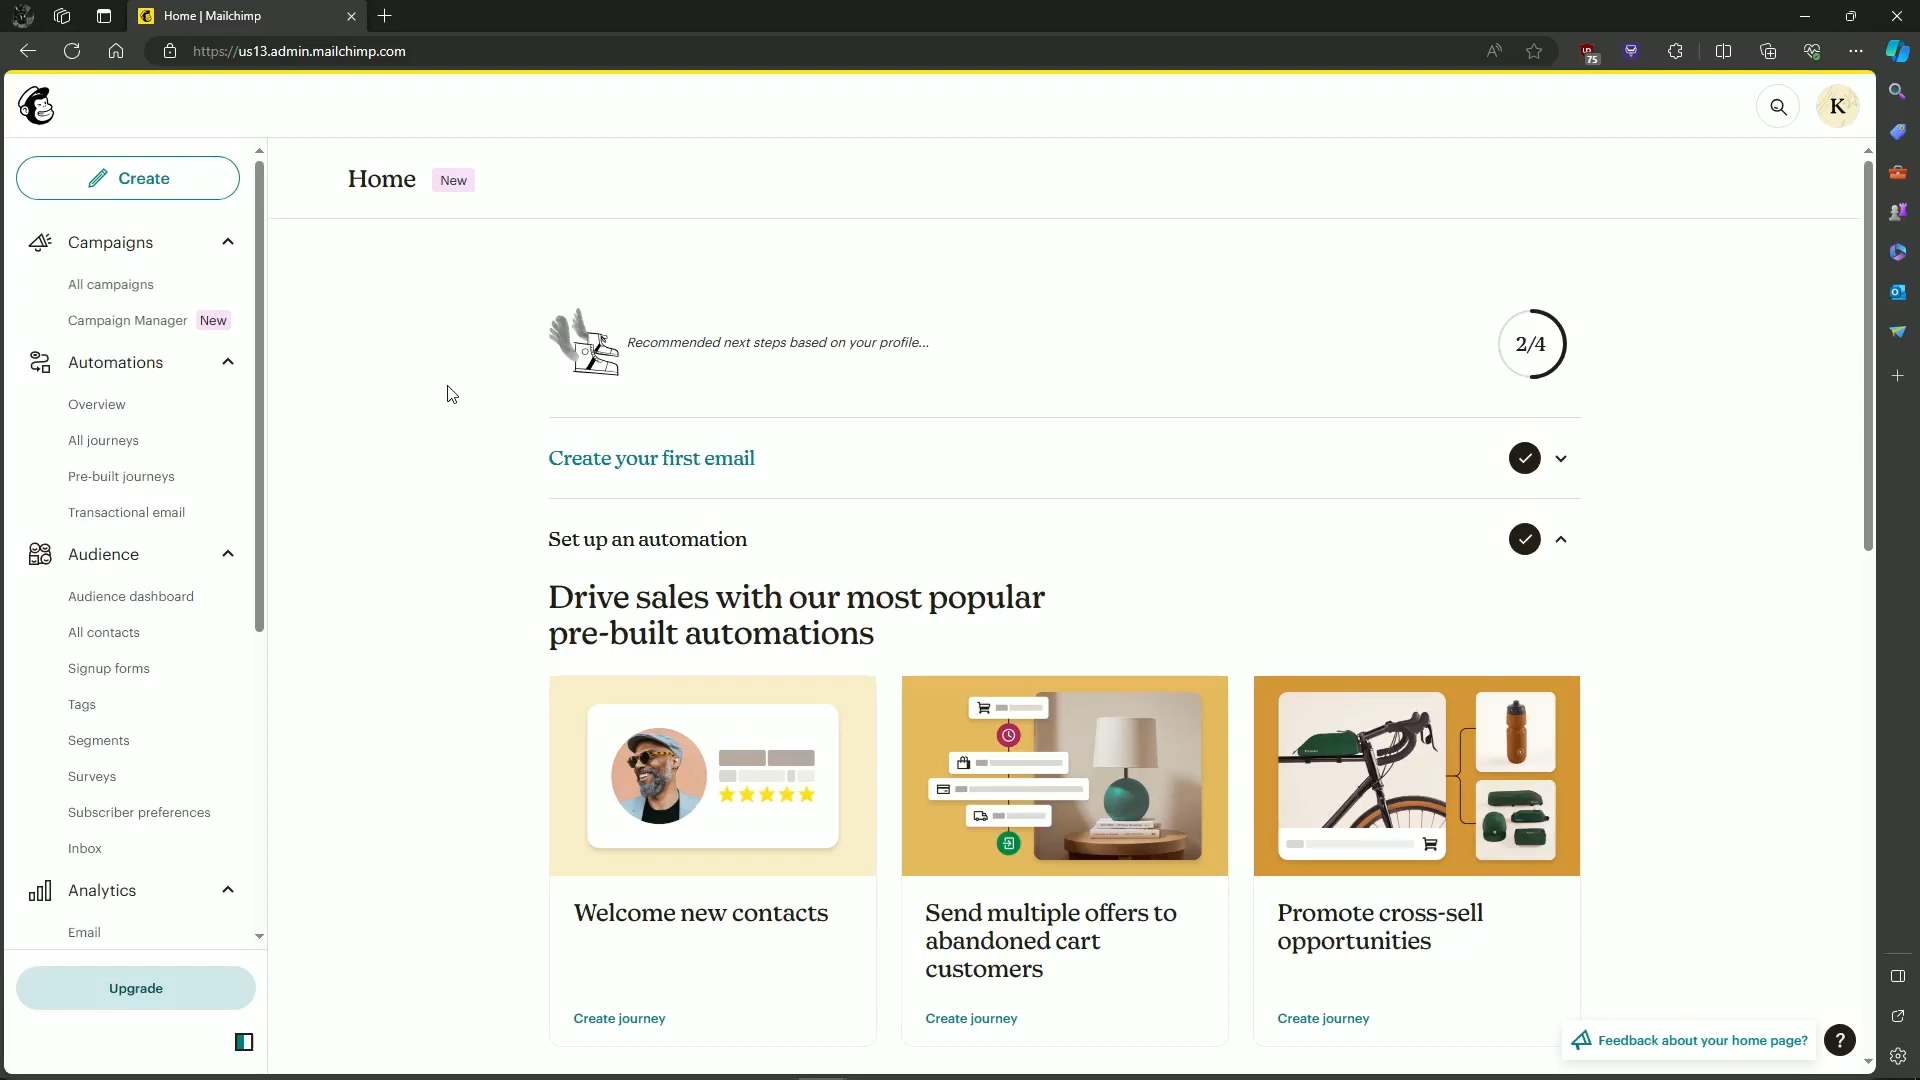 Home | Mailchimp
https://us13.admin.mailchimp.com
75
K
Create
Home
New
Campaigns
All campaigns
Campaign Manager New
Automations
Overview
All journeys
Pre-built journeys
Transactional email
Audience
Audience dashboard
All contacts
Signup forms
Tags
Segments
Surveys
Subscriber preferences
Inbox
Analytics
Email
Upgrade
Recommended next steps based on your profile...
2/4
Create your first email
Set up an automation
Drive sales with our most popular
pre-built automations
Welcome new contacts
Create journey
Send multiple offers to
abandoned cart
customers
Create journey
Promote cross-sell
opportunities
Create journey
Feedback about your home page?
?